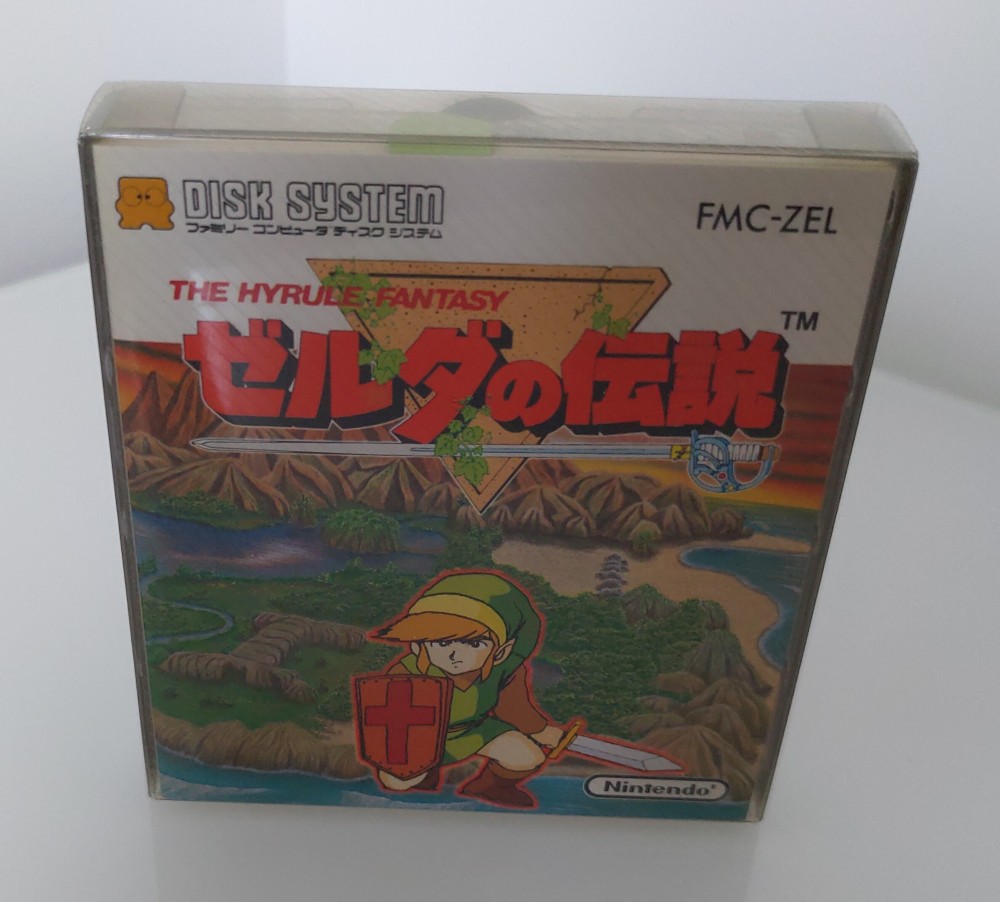 DISK SYSTEM
ファミリー コンピュータ ディスク システム
FMC-ZEL
THE HYRULE FANTASY
ゼルダの伝説
TM
Nintendo®